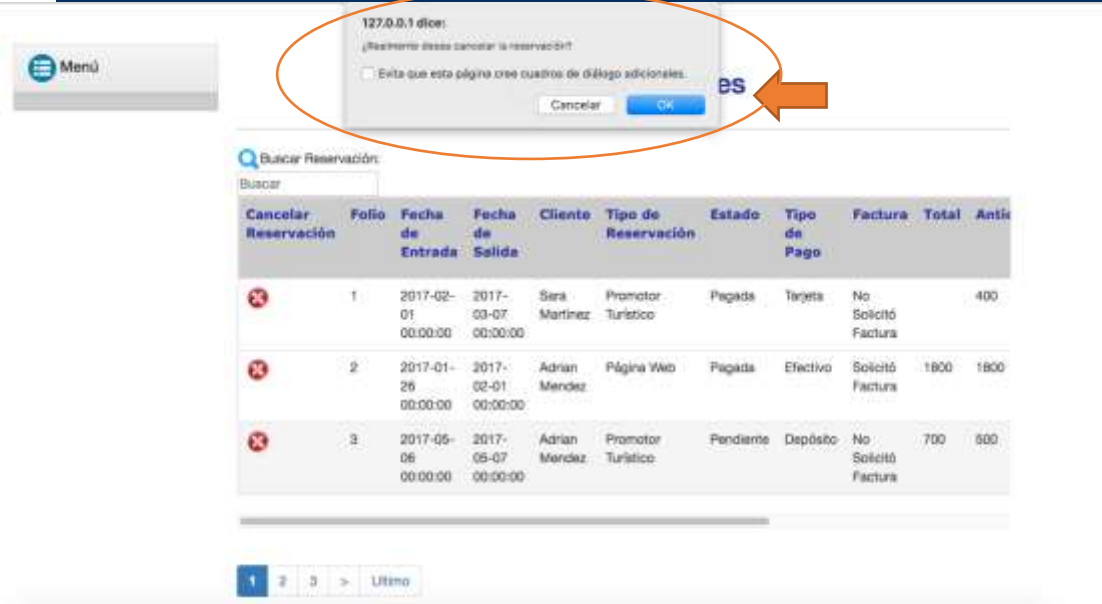 127.0.0.1 dice:
¿Realmente desea cancelar la reservación?
Evita que esta página cree cuadros de diálogo adicionales.
Cancelar OK
Menú
es
Buscar Reservación:
Buscar
Cancelar Reservación Folio Fecha de Entrada Fecha de Salida Cliente Tipo de Reservación Estado Tipo de Pago Factura Total Antic
1 2017-02-01 00:00:00 2017-03-07 00:00:00 Sara Martinez Promotor Turístico Pagada Tarjeta No Solicitó Factura 400
2 2017-01-26 00:00:00 2017-02-01 00:00:00 Adrian Mendez Página Web Pagada Efectivo Solicitó Factura 1800 1800
3 2017-05-06 00:00:00 2017-05-07 00:00:00 Adrian Mendez Promotor Turístico Pendiente Depósito No Solicitó Factura 700 500
1 2 3 > Ultimo